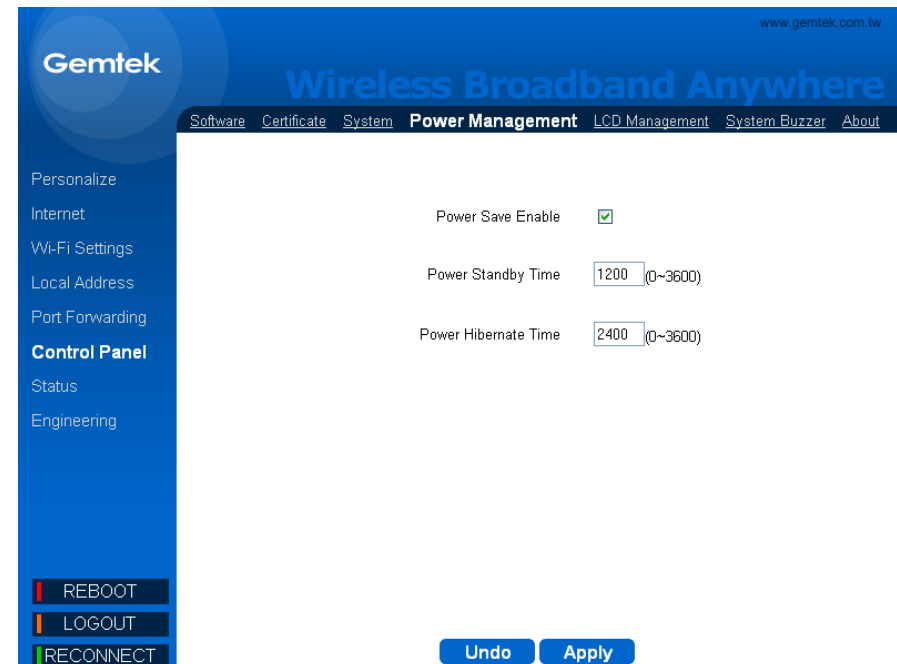 www.gemtek.com.tw
Gemtek
Wireless Broadband Anywhere
Software Certificate System Power Management LCD Management System Buzzer About
Personalize
Internet
Wi-Fi Settings
Local Address
Port Forwarding
Control Panel
Status
Engineering
Power Save Enable
Power Standby Time 1200 (0~3600)
Power Hibernate Time 2400 (0~3600)
REBOOT
LOGOUT
RECONNECT
Undo Apply